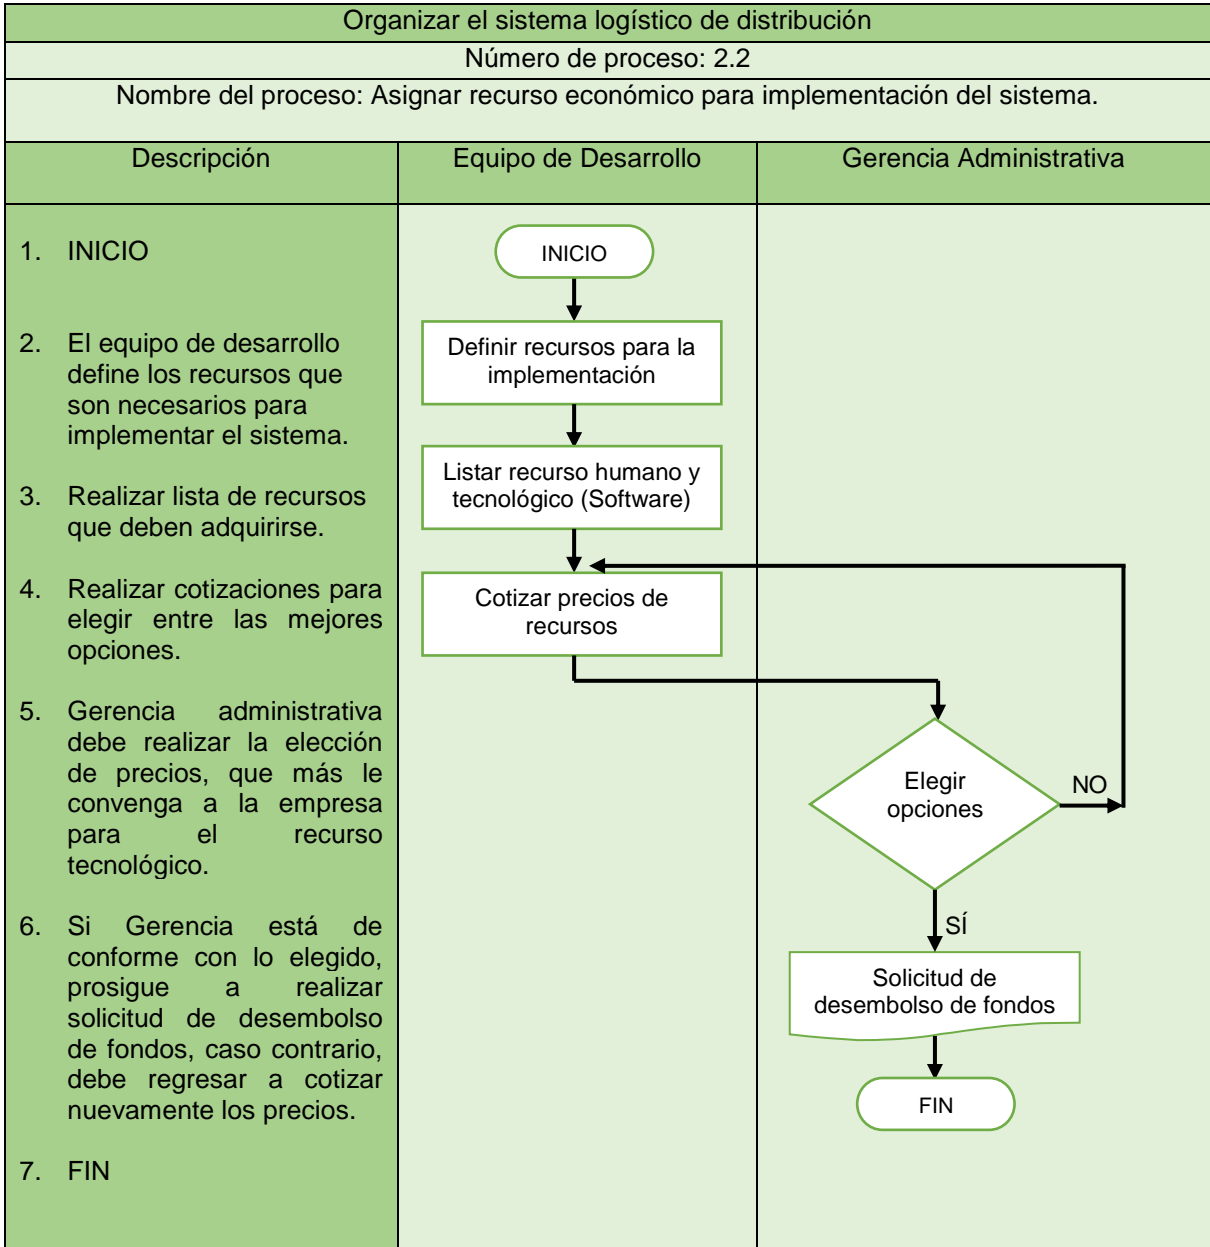 Organizar el sistema logístico de distribución
Número de proceso: 2.2
Nombre del proceso: Asignar recurso económico para implementación del sistema.
Descripción
Equipo de Desarrollo
Gerencia Administrativa
1. INICIO
2. El equipo de desarrollo
define los recursos que
son necesarios para
implementar el sistema.
3. Realizar lista de recursos
que deben adquirirse.
4. Realizar cotizaciones para
elegir entre las mejores
opciones.
5. Gerencia administrativa
debe realizar la elección
de precios, que más le
convenga a la empresa
para el recurso
tecnológico.
6. Si Gerencia está de
conforme con lo elegido,
prosigue a realizar
solicitud de desembolso
de fondos, caso contrario,
debe regresar a cotizar
nuevamente los precios.
7. FIN
INICIO
Definir recursos para la
implementación
Listar recurso humano y
tecnológico (Software)
Cotizar precios de
recursos
Elegir
opciones
NO
SÍ
Solicitud de
desembolso de fondos
FIN